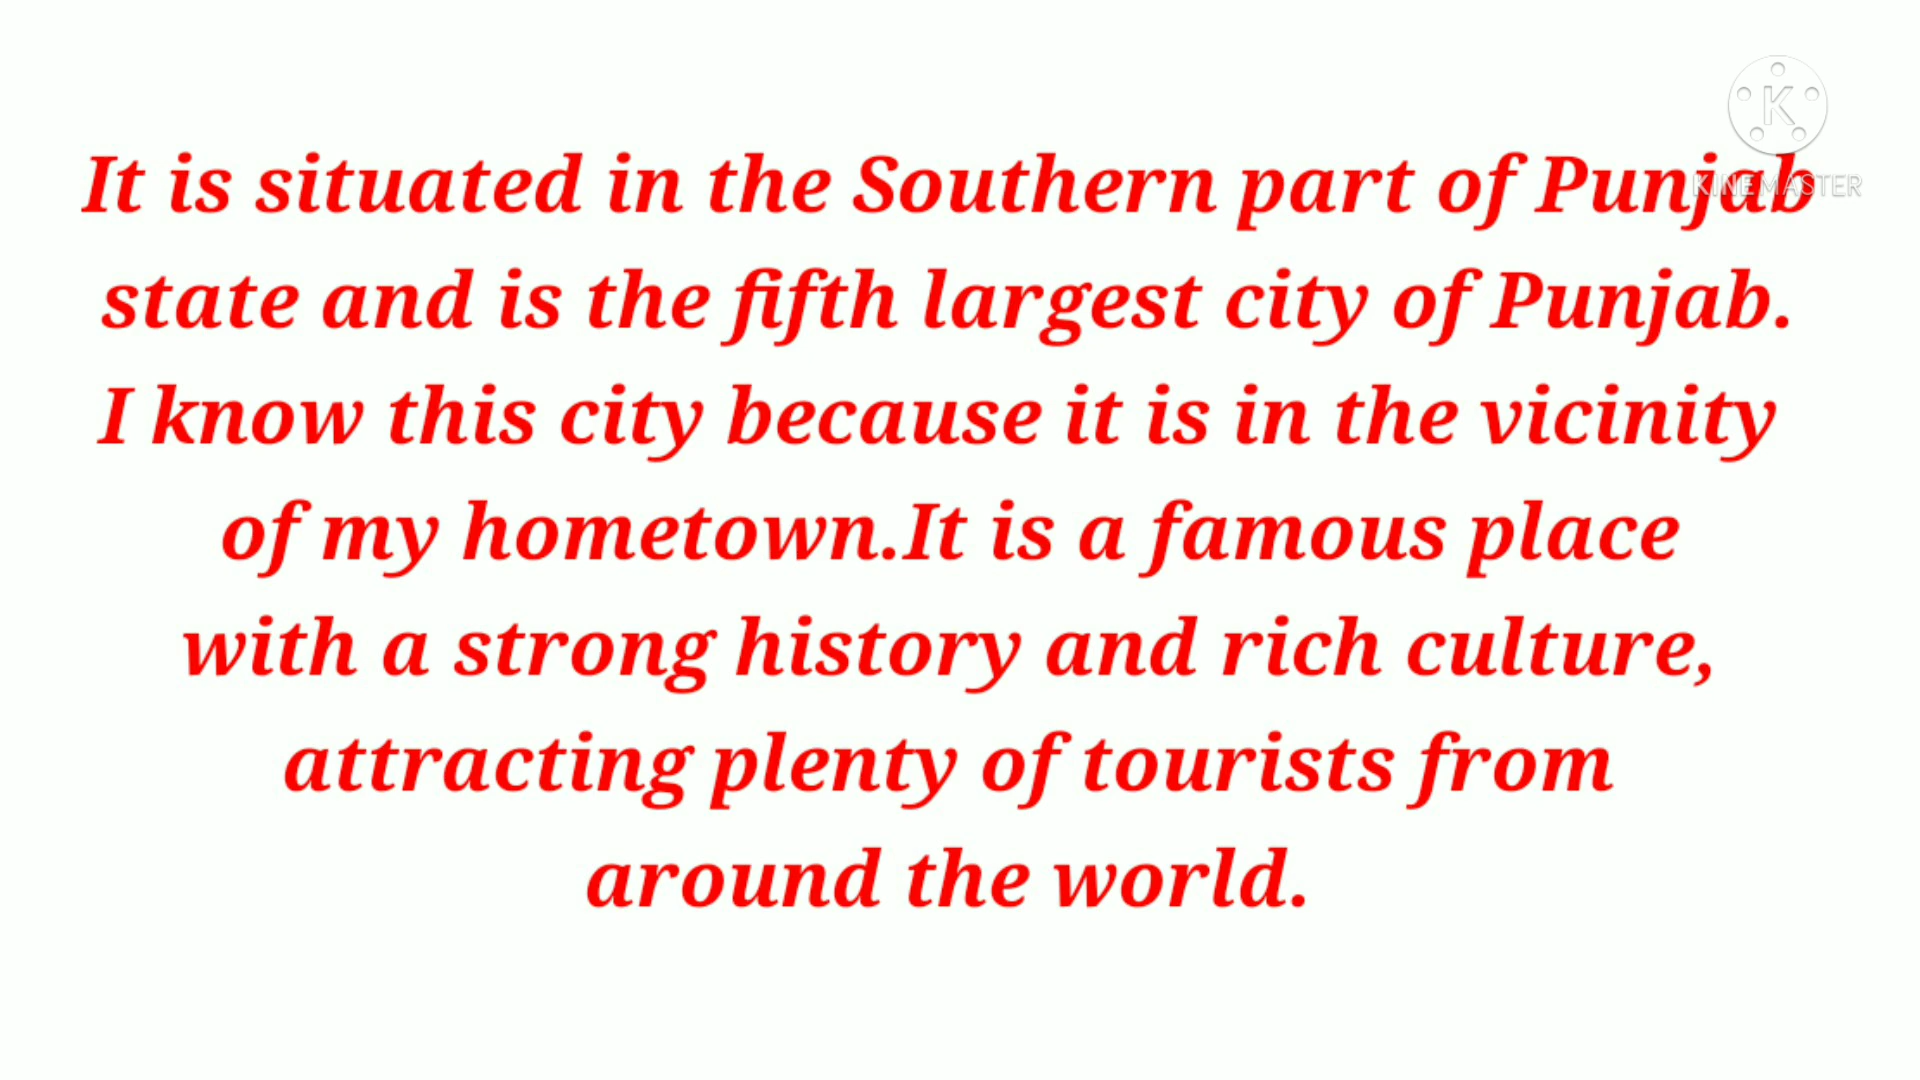 KINEMASTER
It is situated in the Southern part of Punjab
state and is the fifth largest city of Punjab.
I know this city because it is in the vicinity
of my hometown.It is a famous place
with a strong history and rich culture,
attracting plenty of tourists from
around the world.